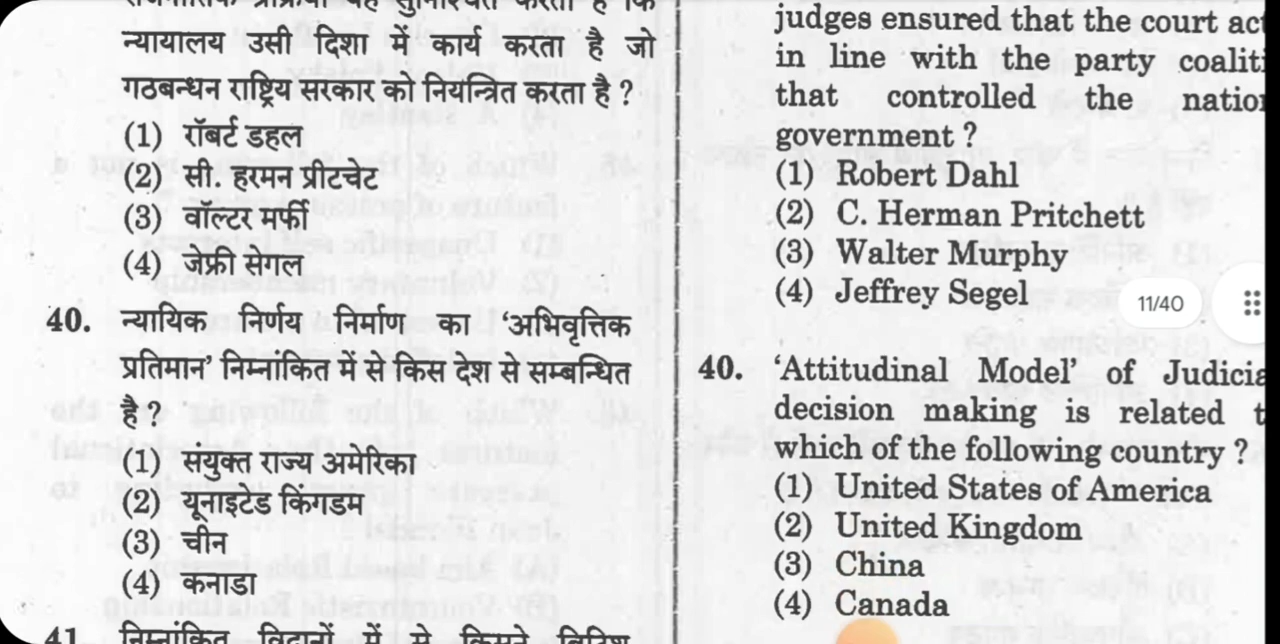 न्यायालय उसी दिशा में कार्य करता है जो
गठबन्धन राष्ट्रिय सरकार को नियन्त्रित करता है ?
(1) रॉबर्ट डहल
(2) सी. हरमन प्रीटचेट
(3) वॉल्टर मर्फी
(4) जेफ्री सेगल
40. न्यायिक निर्णय निर्माण का ‘अभिवृत्तिक
प्रतिमान’ निम्नांकित में से किस देश से सम्बन्धित
है ?
(1) संयुक्त राज्य अमेरिका
(2) यूनाइटेड किंगडम
(3) चीन
(4) कनाडा
judges ensured that the court act
in line with the party coaliti
that controlled the nation
government ?
(1) Robert Dahl
(2) C. Herman Pritchett
(3) Walter Murphy
(4) Jeffrey Segel
11/40
40. ‘Attitudinal Model’ of Judicia
decision making is related t
which of the following country ?
(1) United States of America
(2) United Kingdom
(3) China
(4) Canada